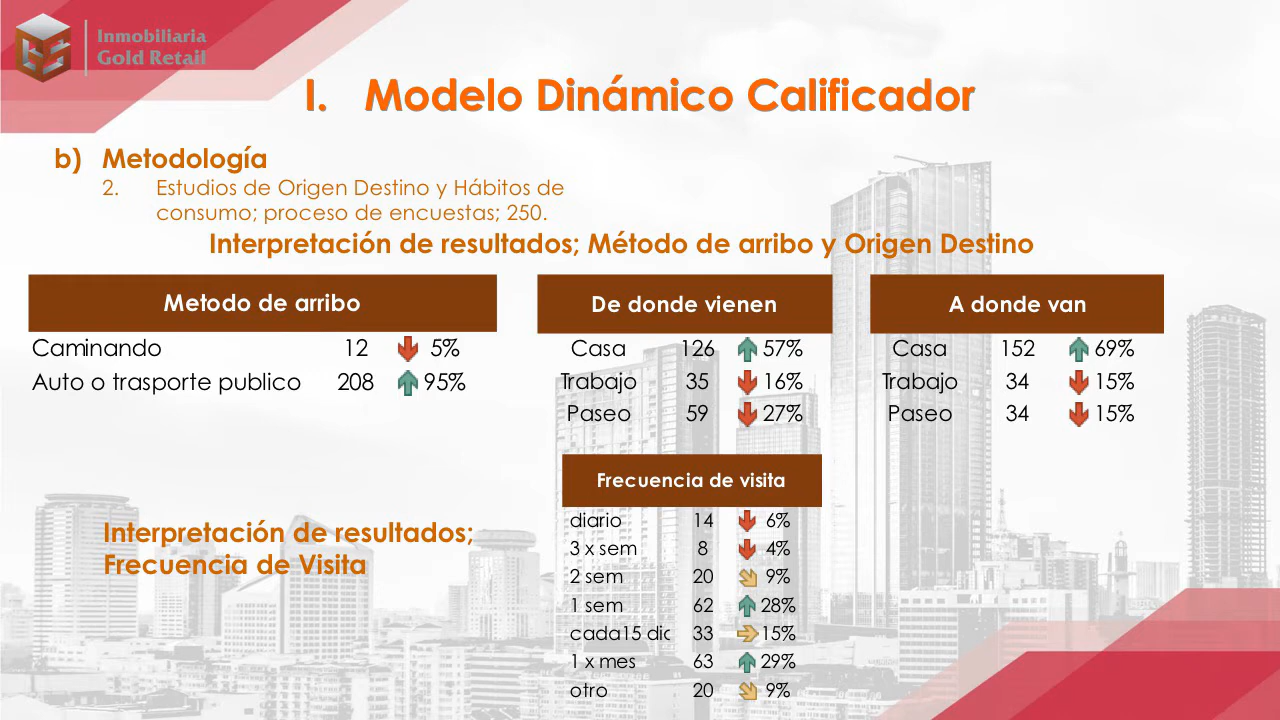 Inmobiliaria
Gold Retail
I. Modelo Dinámico Calificador
b) Metodología
2. Estudios de Origen Destino y Hábitos de
consumo; proceso de encuestas; 250.
Interpretación de resultados; Método de arribo y Origen Destino
Metodo de arribo
Caminando 12 5%
Auto o trasporte publico 208 95%
De donde vienen
Casa 126 57%
Trabajo 35 16%
Paseo 59 27%
A donde van
Casa 152 69%
Trabajo 34 15%
Paseo 34 15%
Interpretación de resultados;
Frecuencia de Visita
Frecuencia de visita
diario 14 6%
3 x sem 8 4%
2 sem 20 9%
1 sem 62 28%
cada15 dic 33 15%
1 x mes 63 29%
otro 20 9%